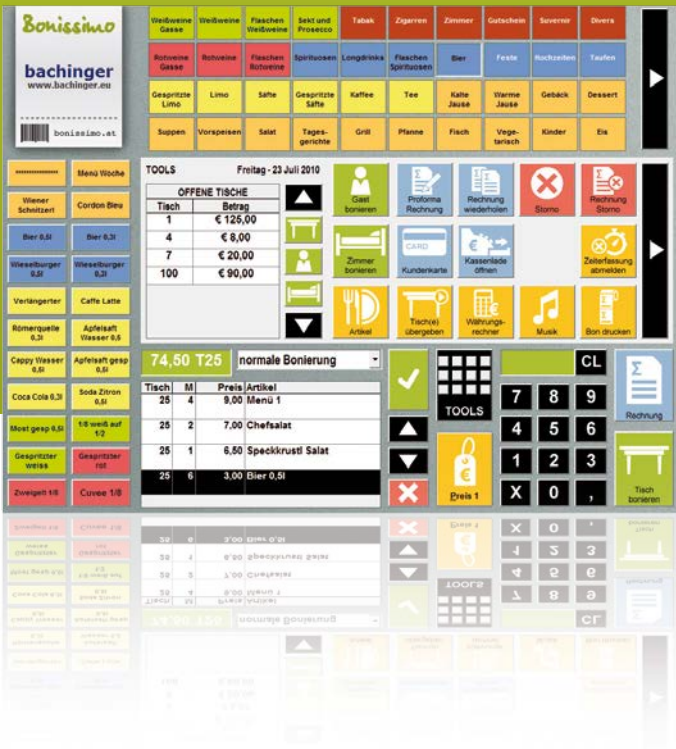 Bonissimo
bachinger
www.bachinger.eu
bonissimo.at
Weißweine Gasse
Weißweine
Flaschen Weißweine
Sekt und Prosecco
Tabak
Zigarren
Zimmer
Gutschein
Suvernir
Divers
Rotweine Gasse
Rotweine
Flaschen Rotoreine
Spirituosen
Longdrinks
Flaschen Spirituosen
Bier
Feste
Hochzeiten
Taufen
Gespritzte Limo
Limo
Säfte
Gespritzte Säfte
Kaffee
Tee
Kalte Jause
Warme Jause
Gebäck
Dessert
Suppen
Vorspeisen
Salat
Tages-
gerichte
Grill
Pfanne
Fisch
Vege-
tarisch
Kinder
Eis
Menü Woche
Wiener Schnitzerl
Cordon Bleu
Bier 0,5l
Bier 0,3l
Wieselburger 0,5l
Wieselburger 0,3l
Verlängerter
Caffe Latte
Römerquelle 0,3l
Apfelsaft Wasser 0,5
Cappy Wasser 0,5l
Apfelsaft gesp 0,5l
Coca Cola 0,3l
Soda Zitron 0,5l
Most gesp 0,5l
1/8 weiß auf 1/2
Gespritzter weiss
Gespritzter rot
Zweigelt 1/8
Cuvee 1/8
TOOLS
Freitag - 23 Juli 2010
OFFENE TISCHE
Tisch Betrag
1 € 125,00
4 € 8,00
7 € 20,00
100 € 90,00
Gast bonieren
Proforma Rechnung
Rechnung wiederholen
Storno
Rechnung Storno
Zimmer bonieren
CARD
Kundenkarte
Kassenlade öffnen
Zeiterfassung abmelden
Artikel
Tisch(e) übergeben
Währungs-
rechner
Musik
Bon drucken
74,50 T25
normale Bonierung
Tisch M Preis Artikel
25 4 9,00 Menü 1
25 2 7,00 Chefsalat
25 1 6,50 Speckkrustl Salat
25 6 3,00 Bier 0,5l
TOOLS
Preis 1
CL
7 8 9
4 5 6
1 2 3
X 0 ,
Rechnung
Tisch bonieren